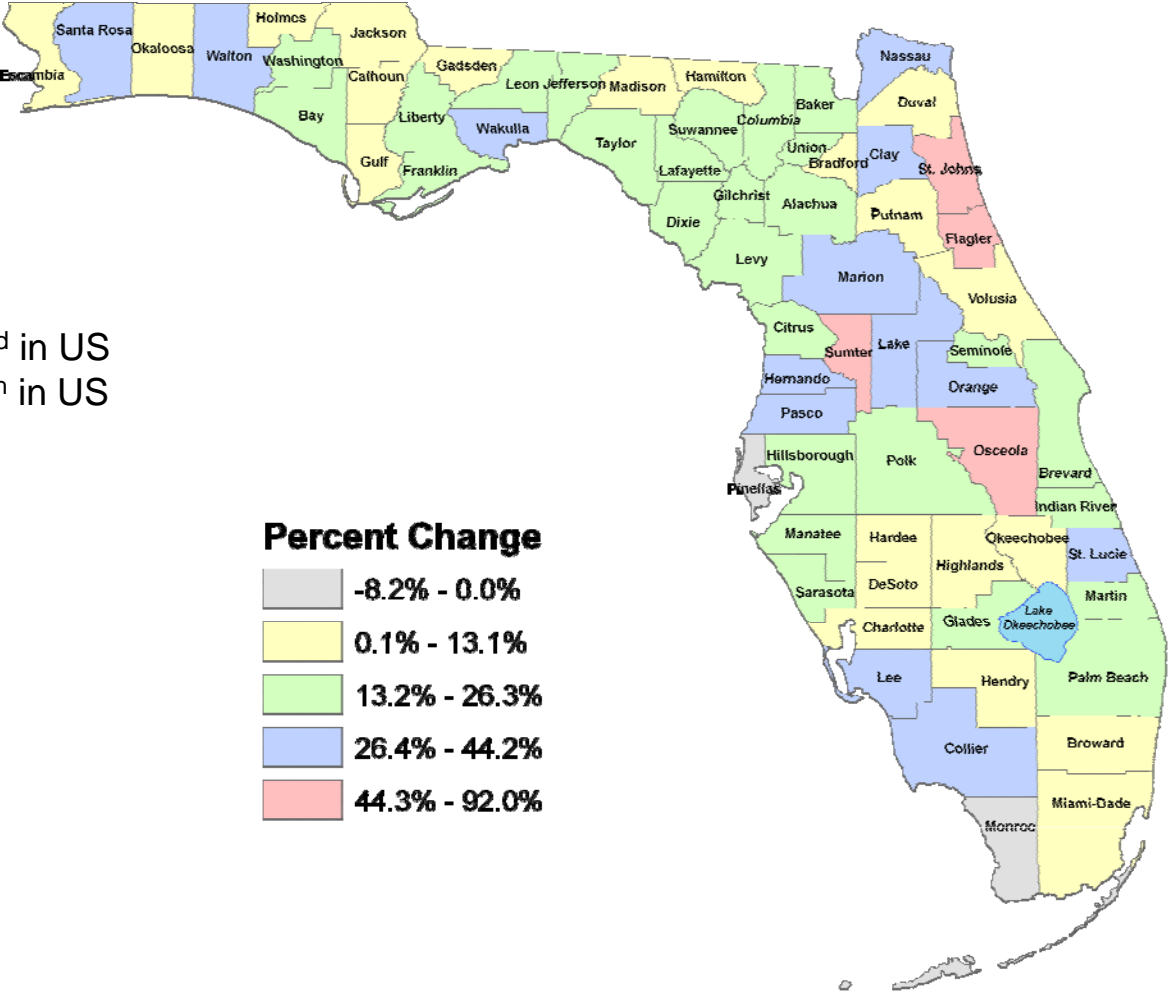 Holmes
Santa Rosa
Jackson
Okaloosa
Walton
Washington
Escambia
Calhoun
Gadsden
Leon
Jefferson
Madison
Hamilton
Nassau
Duval
Baker
Bay
Liberty
Wakulla
Taylor
Suwannee
Columbia
Union
Bradford
Clay
St. Johns
Gulf
Franklin
Lafayette
Gilchrist
Alachua
Putnam
Dixie
Flagler
Levy
Marion
Volusia
d in US
n in US
Citrus
Sumter
Lake
Seminole
Hernando
Orange
Pasco
Hillsborough
Polk
Osceola
Brevard
Pinellas
Indian River
Percent Change
-8.2% - 0.0%
0.1% - 13.1%
13.2% - 26.3%
26.4% - 44.2%
44.3% - 92.0%
Manatee
Hardee
Okeechobee
St. Lucie
Highlands
Sarasota
DeSoto
Martin
Lake
Okeechobee
Charlotte
Glades
Lee
Hendry
Palm Beach
Collier
Broward
Miami-Dade
Monroe